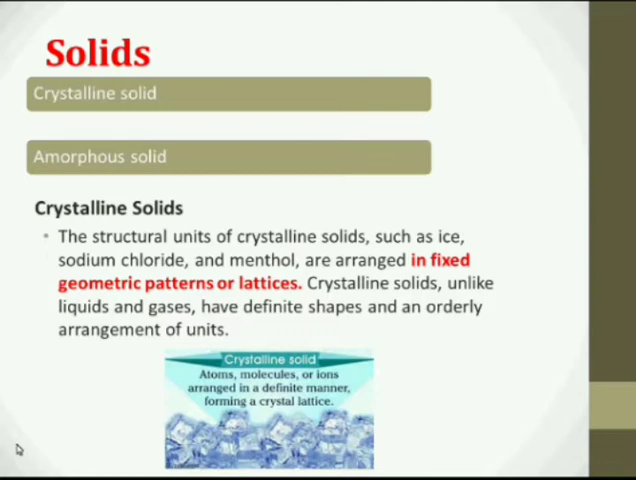 Solids
Crystalline solid
Amorphous solid
Crystalline Solids
• The structural units of crystalline solids, such as ice,
sodium chloride, and menthol, are arranged in fixed
geometric patterns or lattices. Crystalline solids, unlike
liquids and gases, have definite shapes and an orderly
arrangement of units.
Crystalline solid
Atoms, molecules, or ions
arranged in a definite manner,
forming a crystal lattice.